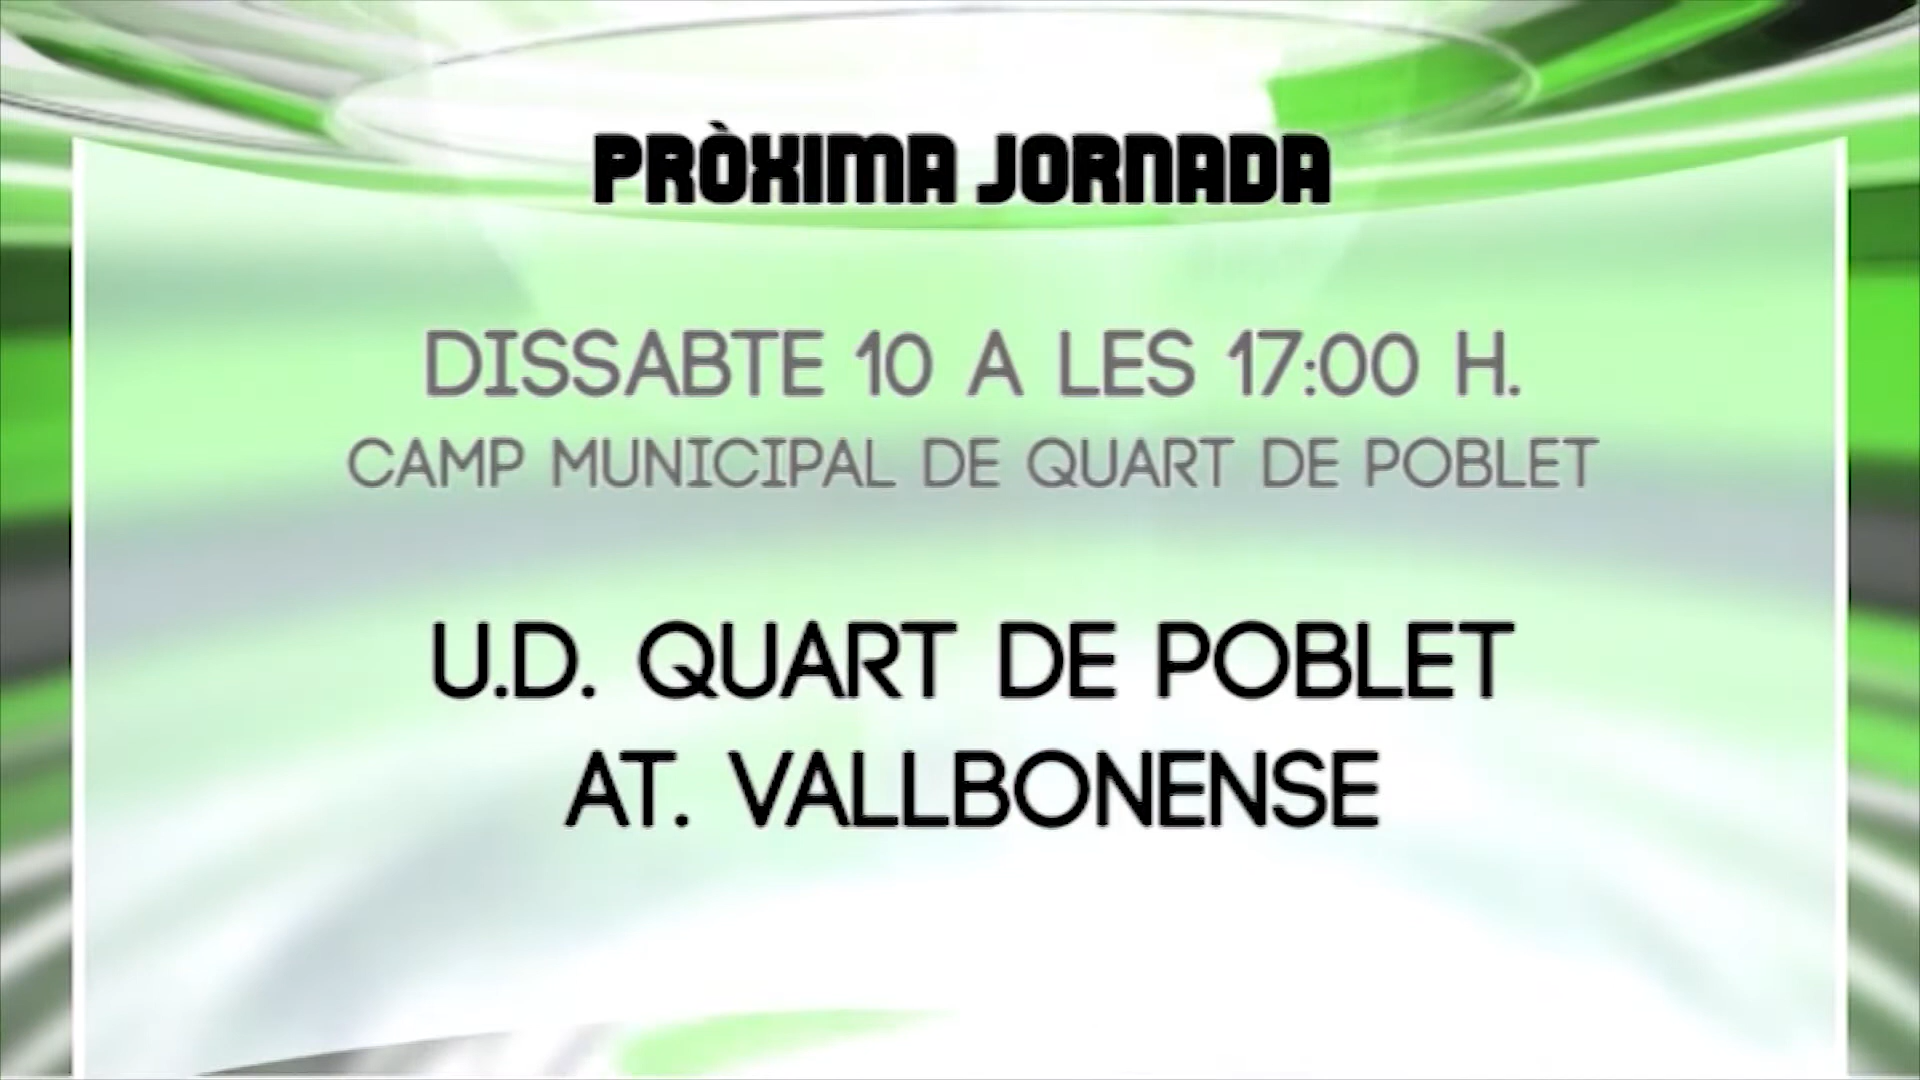 PRÒXIMA JORNADA
DISSABTE 10 A LES 17:00 H.
CAMP MUNICIPAL DE QUART DE POBLET
U.D. QUART DE POBLET
AT. VALLBONENSE